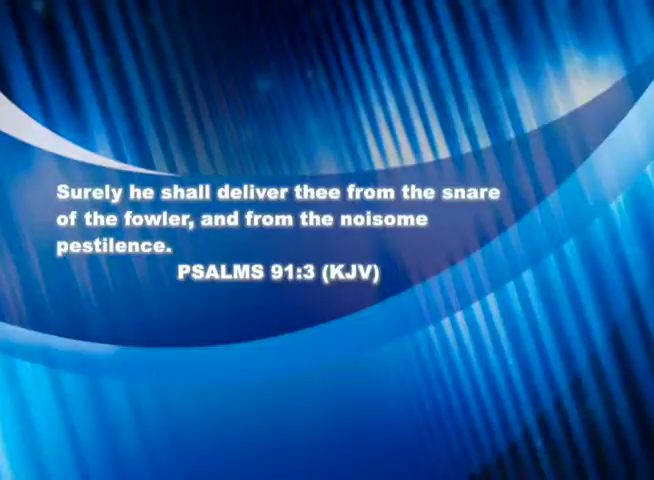 Surely he shall deliver thee from the snare
of the fowler, and from the noisome
pestilence.
PSALMS 91:3 (KJV)